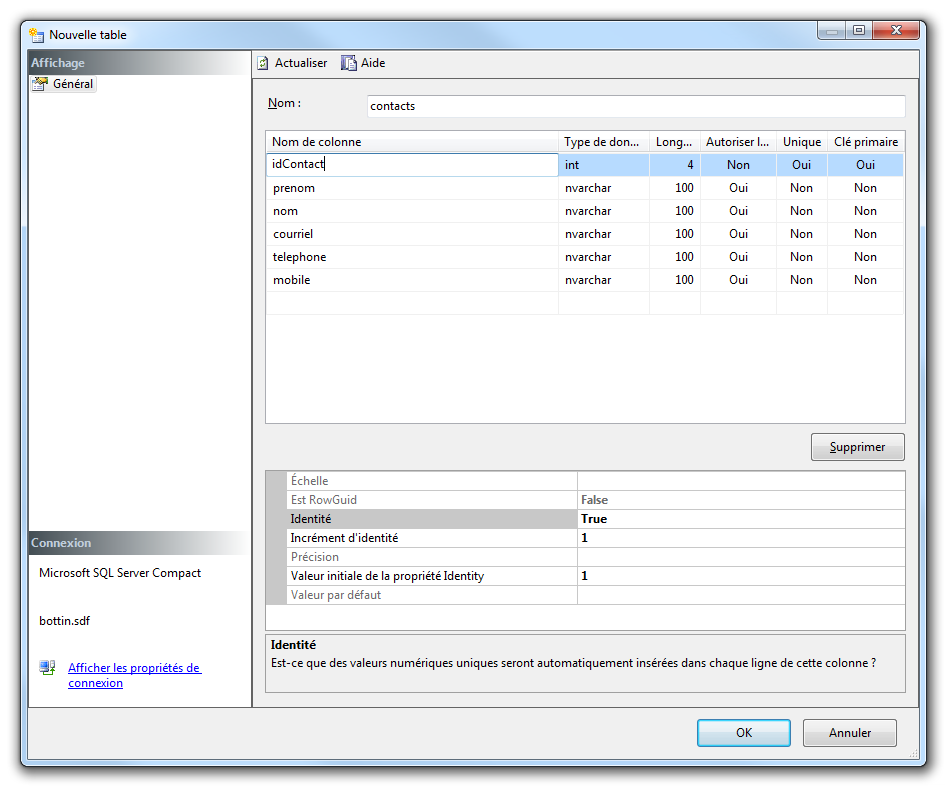 Nouvelle table
Affichage
Général
Actualiser Aide
Nom : contacts
Nom de colonne Type de don... Long... Autoriser l... Unique Clé primaire
idContact int 4 Non Oui Oui
prenom nvarchar 100 Oui Non Non
nom nvarchar 100 Oui Non Non
courriel nvarchar 100 Oui Non Non
telephone nvarchar 100 Oui Non Non
mobile nvarchar 100 Oui Non Non
Supprimer
Échelle
Est RowGuid False
Identité True
Incrément d'identité 1
Précision
Valeur initiale de la propriété Identity 1
Valeur par défaut
Identité
Est-ce que des valeurs numériques uniques seront automatiquement insérées dans chaque ligne de cette colonne ?
Connexion
Microsoft SQL Server Compact
bottin.sdf
Afficher les propriétés de
connexion
OK Annuler